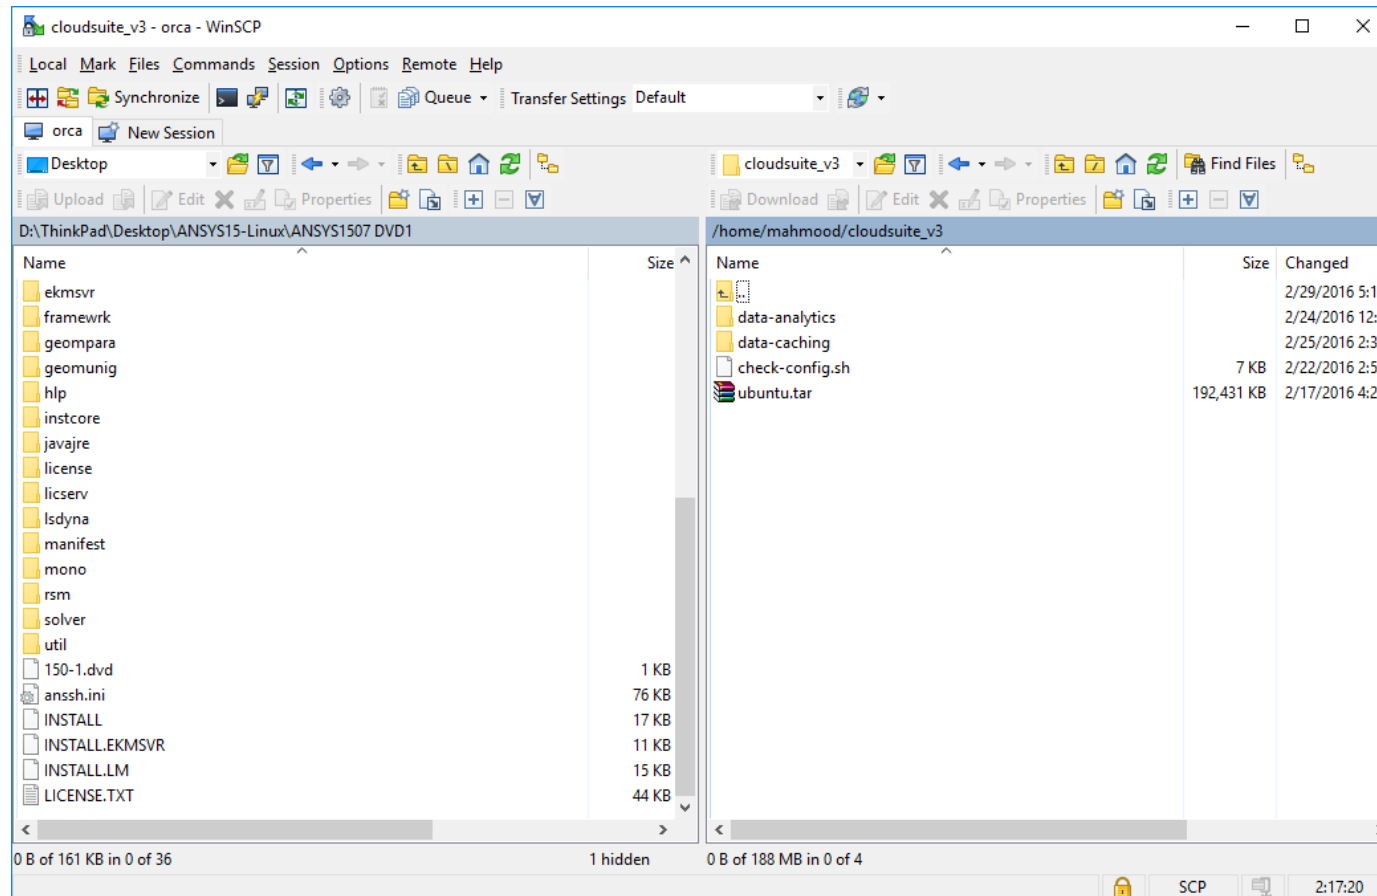 cloudsuite_v3 - orca - WinSCP
Local Mark Files Commands Session Options Remote Help
Synchronize Queue Transfer Settings Default
orca New Session
Desktop cloudsuite_v3 Find Files
Upload Edit Properties Download Edit Properties
D:\ThinkPad\Desktop\ANSYS15-Linux\ANSYS1507 DVD1 /home/mahmood/cloudsuite_v3
Name Size Name Size Changed
ekmsvr .. 2/29/2016 5:1
framewrk data-analytics 2/24/2016 12:
geompara data-caching 2/25/2016 2:3
geomunig check-config.sh 7 KB 2/22/2016 2:5
hlp ubuntu.tar 192,431 KB 2/17/2016 4:2
instcore
javajre
license
licserv
lsdyna
manifest
mono
rsm
solver
util
150-1.dvd 1 KB
anssh.ini 76 KB
INSTALL 17 KB
INSTALL.EKMSVR 11 KB
INSTALL.LM 15 KB
LICENSE.TXT 44 KB
0 B of 161 KB in 0 of 36 1 hidden 0 B of 188 MB in 0 of 4
SCP 2:17:20